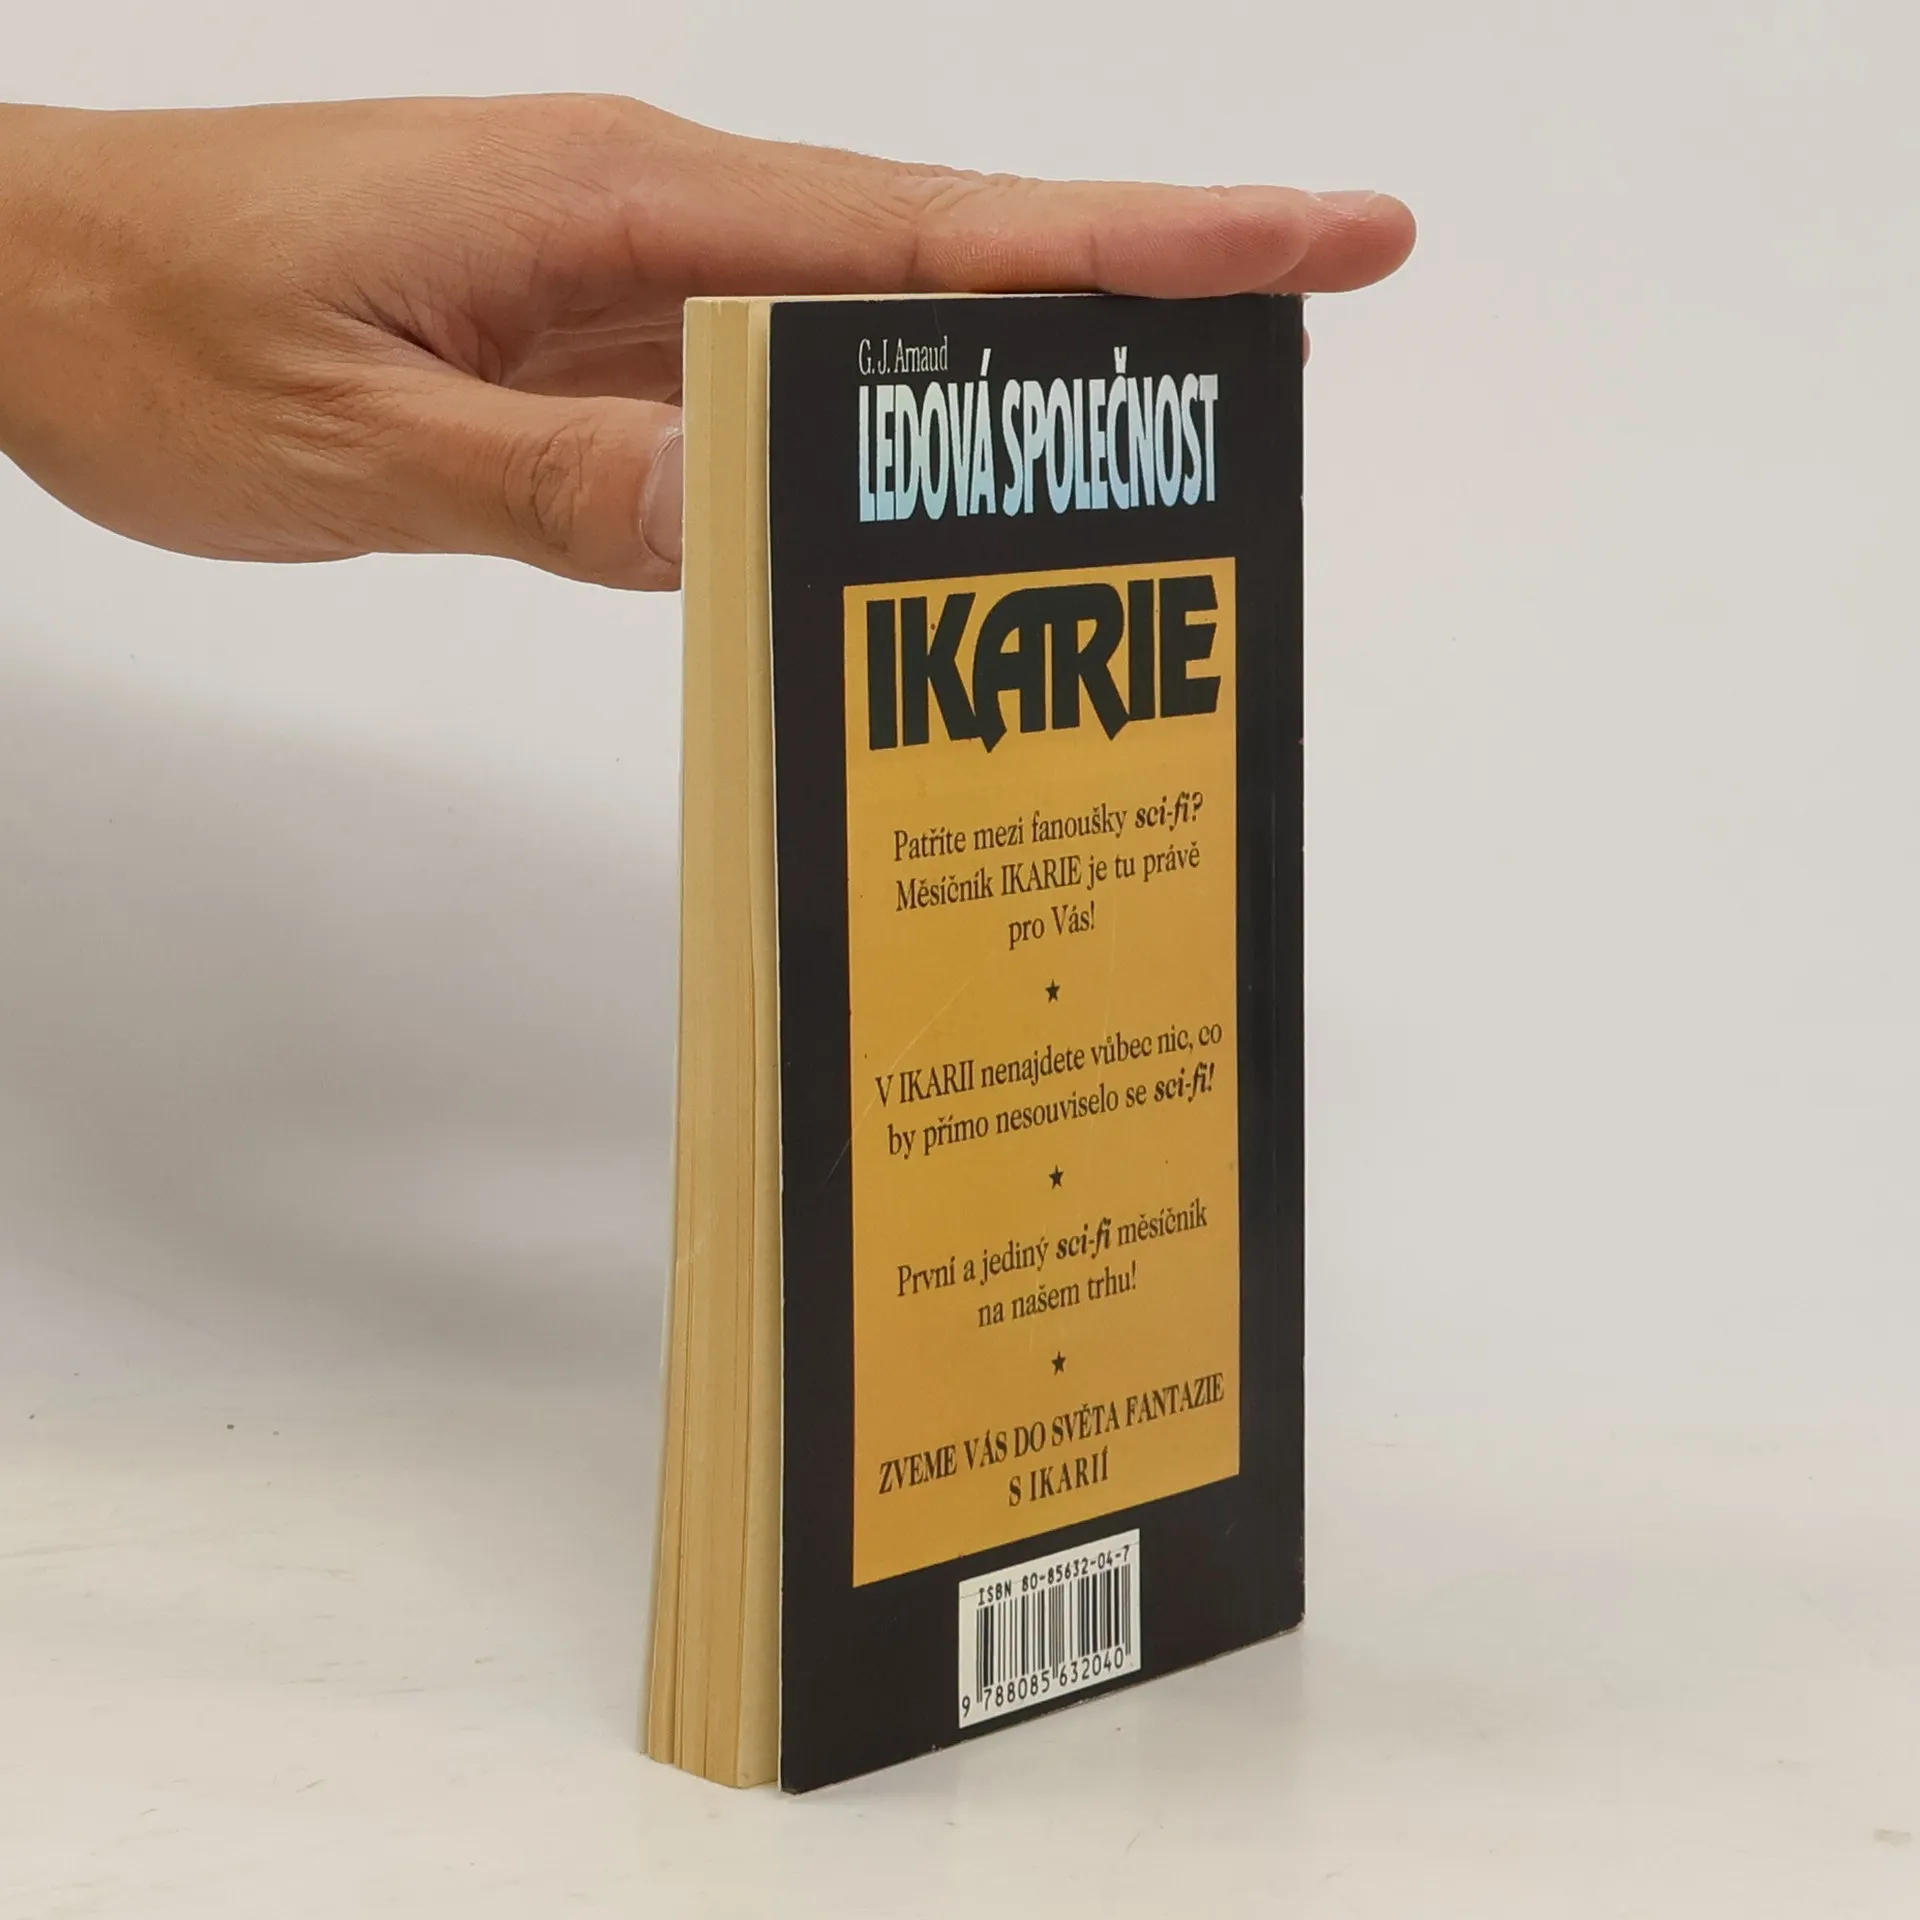 G. J. Arnaud
LEDOVÁ SPOLEČNOST
IKARIE
Patříte mezi fanoušky sci-fi?
Měsíčník IKARIE je tu právě
pro Vás!
★
V IKARII nenajdete vůbec nic, co
by přímo nesouviselo se sci-fi!
★
První a jediný sci-fi měsíčník
na našem trhu!
★
ZVEME VÁS DO SVĚTA FANTAZIE
S IKARIÍ
ISBN 80-85632-04-7
9 788085 632040